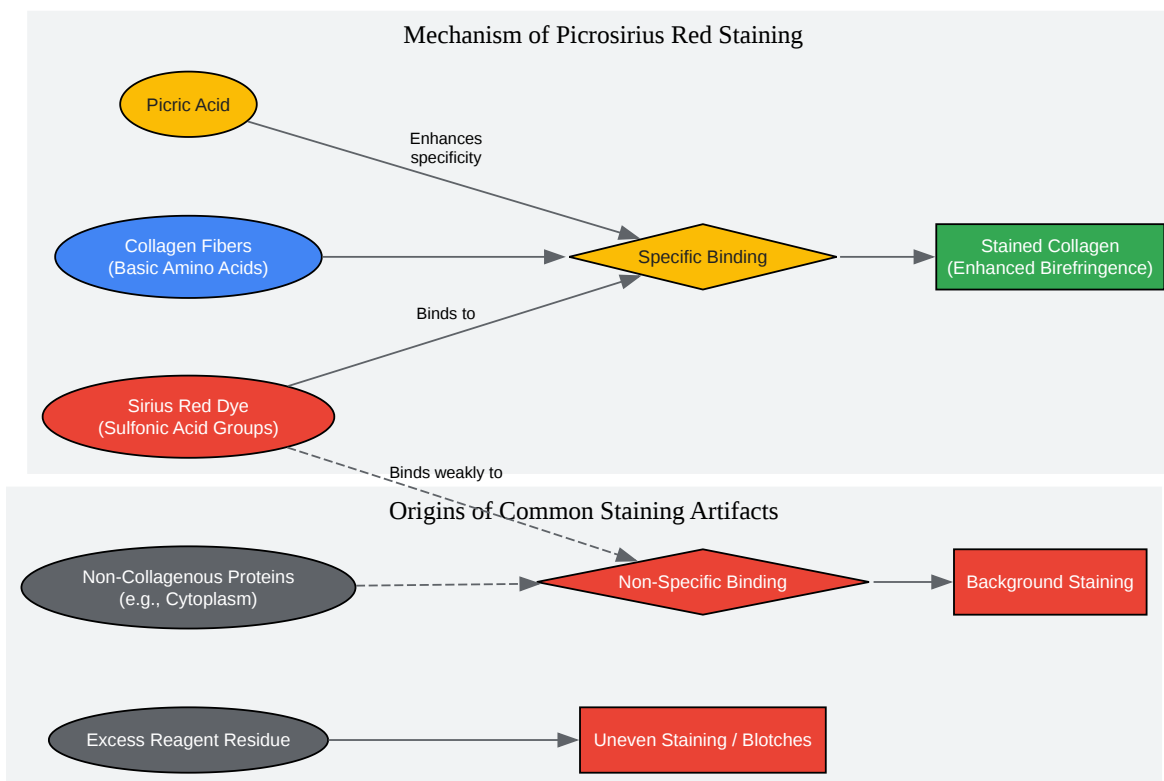 Mechanism of Picrosirius Red Staining
Picric Acid
Enhances
specificity
Collagen Fibers
(Basic Amino Acids)
Specific Binding
Stained Collagen
(Enhanced Birefringence)
Binds to
Sirius Red Dye
(Sulfonic Acid Groups)
Binds weakly to
Origins of Common Staining Artifacts
Non-Collagenous Proteins
(e.g., Cytoplasm)
Non-Specific Binding
Background Staining
Excess Reagent Residue
Uneven Staining / Blotches